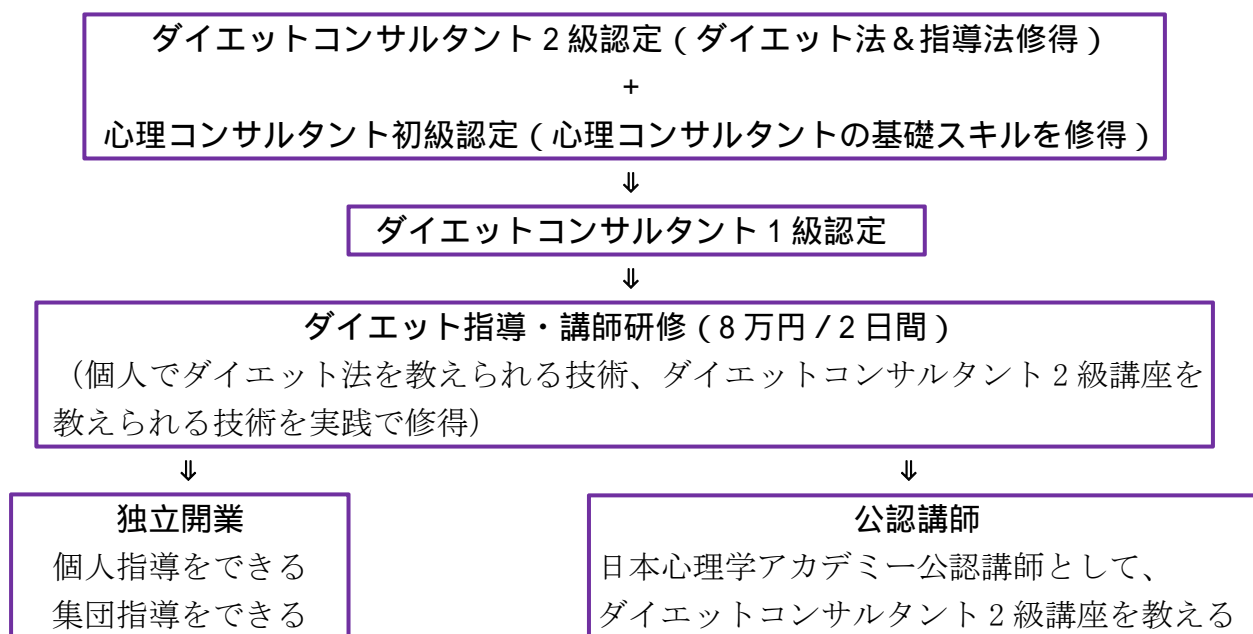 ダイエットコンサルタント２級認定（ダイエット法＆指導法修得）
+
心理コンサルタント初級認定（心理コンサルタントの基礎スキルを修得）
⇓
ダイエットコンサルタント１級認定
⇓
ダイエット指導・講師研修（８万円／２日間）
（個人でダイエット法を教えられる技術、ダイエットコンサルタント２級講座を
教えられる技術を実践で修得）
⇓ ⇓
独立開業
個人指導をできる
集団指導をできる
公認講師
日本心理学アカデミー公認講師として、
ダイエットコンサルタント２級講座を教える